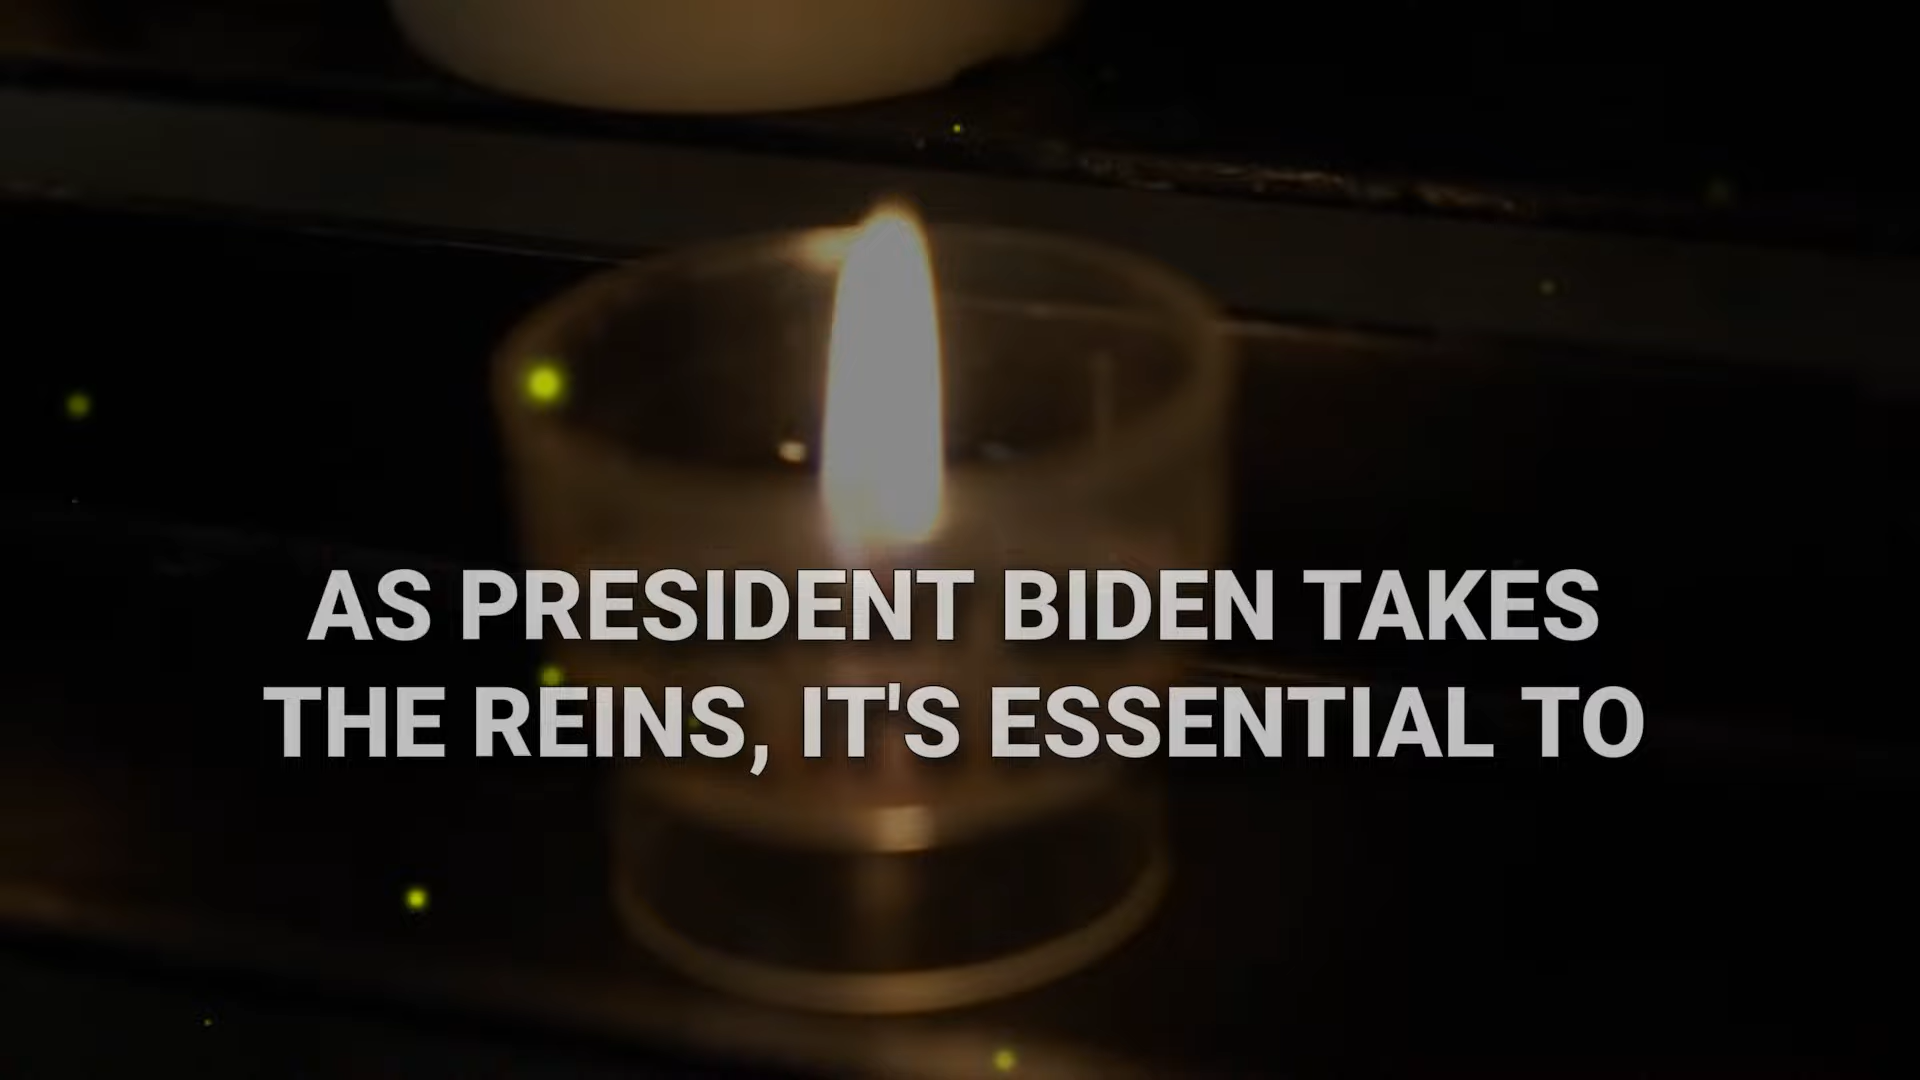 AS PRESIDENT BIDEN TAKES
THE REINS, IT'S ESSENTIAL TO